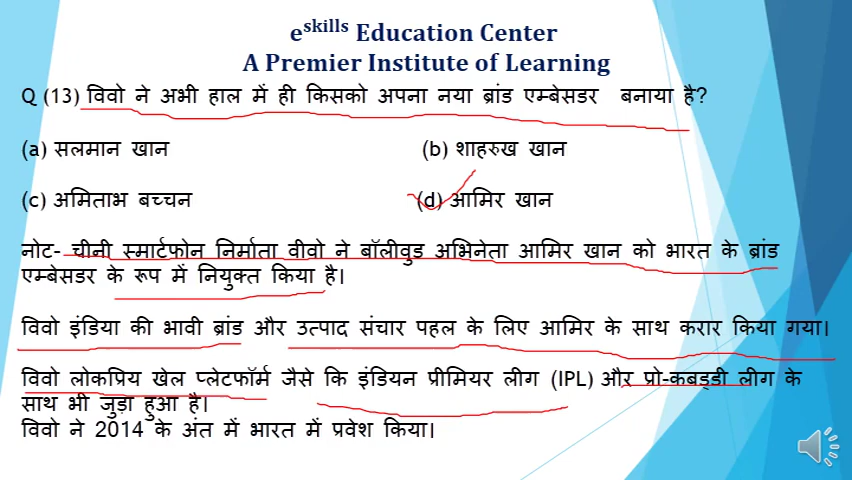 eskills Education Center
A Premier Institute of Learning
Q (13) विवो ने अभी हाल में ही किसको अपना नया ब्रांड एम्बेसडर बनाया है?
(a) सलमान खान (b) शाहरुख खान
(c) अमिताभ बच्चन (d) आमिर खान
नोट- चीनी स्मार्टफोन निर्माता वीवो ने बॉलीवुड अभिनेता आमिर खान को भारत के ब्रांड
एम्बेसडर के रूप में नियुक्त किया है।
विवो इंडिया की भावी ब्रांड और उत्पाद संचार पहल के लिए आमिर के साथ करार किया गया।
विवो लोकप्रिय खेल प्लेटफॉर्म जैसे कि इंडियन प्रीमियर लीग (IPL) और प्रो-कबड्डी लीग के
साथ भी जुड़ा हुआ है।
विवो ने 2014 के अंत में भारत में प्रवेश किया।